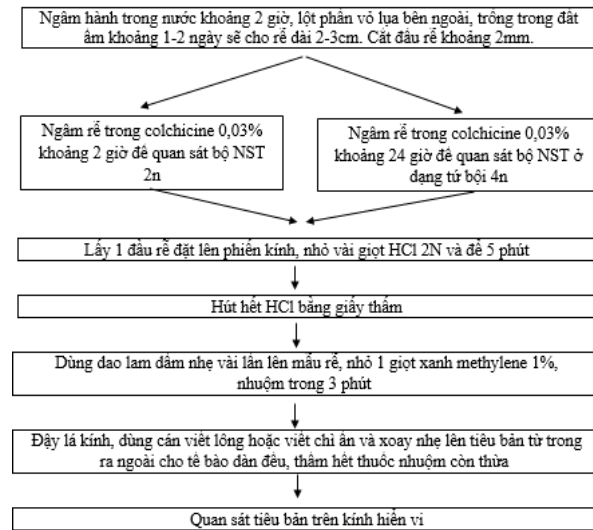 Ngâm hành trong nước khoảng 2 giờ, lột phần vỏ lụa bên ngoài, trồng trong đất
ẩm khoảng 1-2 ngày sẽ cho rễ dài 2-3cm. Cắt đầu rễ khoảng 2mm.
Ngâm rễ trong colchicine 0,03%
khoảng 2 giờ để quan sát bộ NST
2n
Ngâm rễ trong colchicine 0,03%
khoảng 24 giờ để quan sát bộ NST ở
dạng tứ bội 4n
Lấy 1 đầu rễ đặt lên phiến kính, nhỏ vài giọt HCl 2N và để 5 phút
Hút hết HCl bằng giấy thấm
Dùng dao lam dầm nhẹ vài lần lên mẫu rễ, nhỏ 1 giọt xanh methylene 1%,
nhuộm trong 3 phút
Đậy lá kính, dùng cán viết lông hoặc viết chì ấn và xoay nhẹ lên tiêu bản từ trong
ra ngoài cho tế bào dàn đều, thấm hết thuốc nhuộm còn thừa
Quan sát tiêu bản trên kính hiển vi